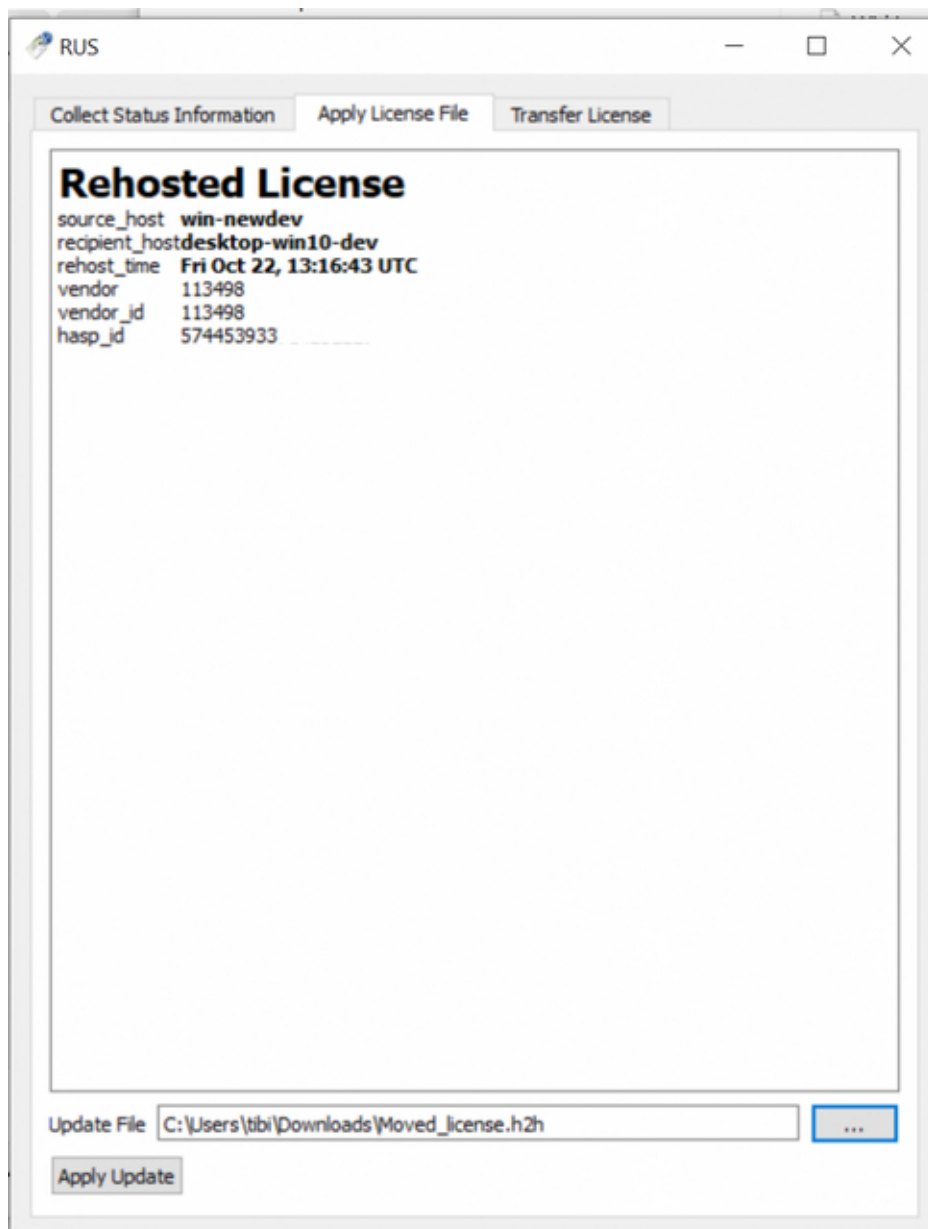 RUS
Collect Status Information Apply License File Transfer License
Rehosted License
source_host win-newdev
recipient_host desktop-win10-dev
rehost_time Fri Oct 22, 13:16:43 UTC
vendor 113498
vendor_id 113498
hasp_id 574453933
Update File C:\Users\tibi\Downloads\Moved_license.h2h ...
Apply Update